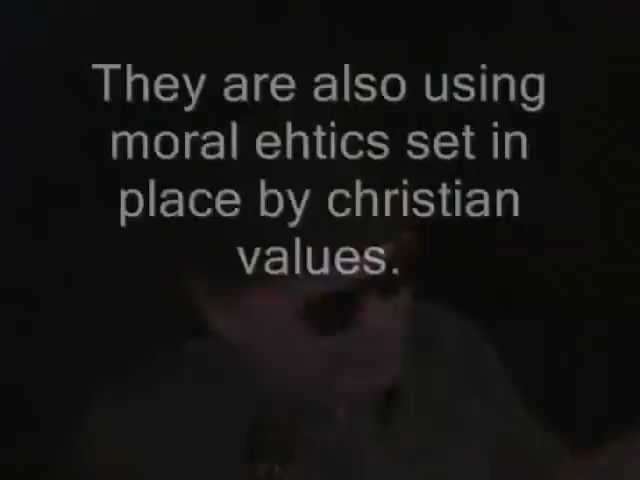 They are also using
moral ehtics set in
place by christian
values.